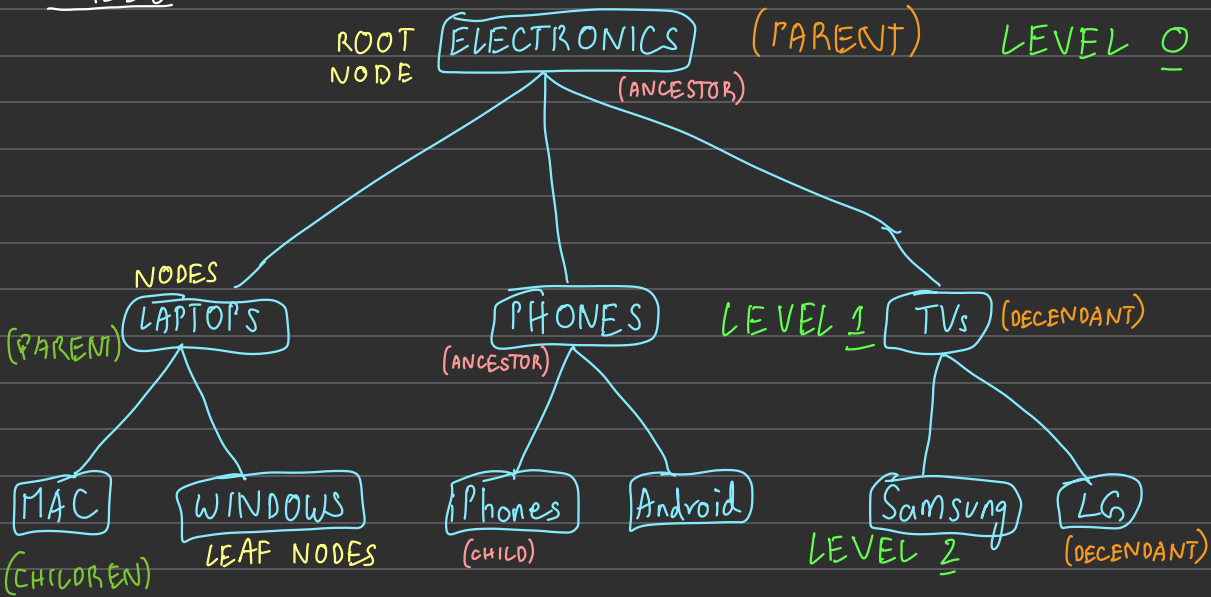 ROOT
NODE
ELECTRONICS
(PARENT)
LEVEL 0
(ANCESTOR)
NODES
LAPTOPS
(PARENT)
PHONES
(ANCESTOR)
LEVEL 1
TVs
(DECENDANT)
MAC
WINDOWS
iPhones
Android
Samsung
LG
(CHILDREN)
LEAF NODES
(CHILD)
LEVEL 2
(DECENDANT)